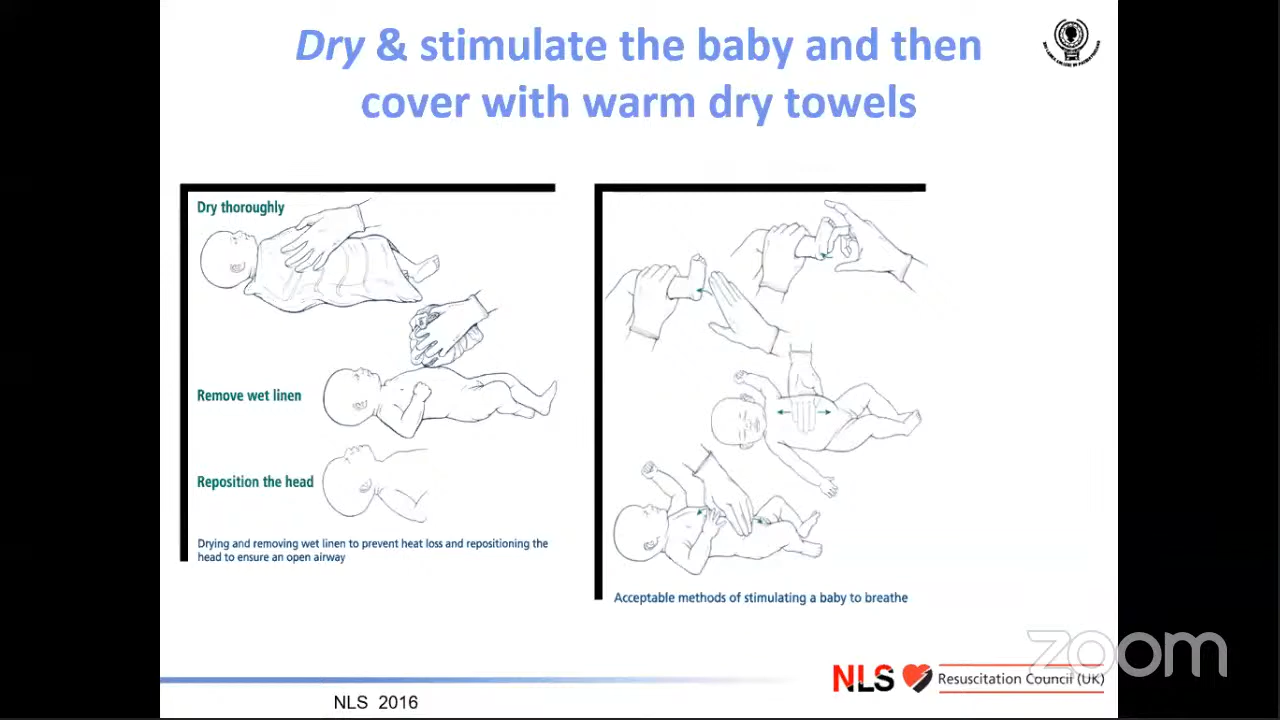 Dry & stimulate the baby and then
cover with warm dry towels
Dry thoroughly
Remove wet linen
Reposition the head
Drying and removing wet linen to prevent heat loss and repositioning the
head to ensure an open airway
Acceptable methods of stimulating a baby to breathe
zoom
NLS
Resuscitation Council (UK)
NLS 2016